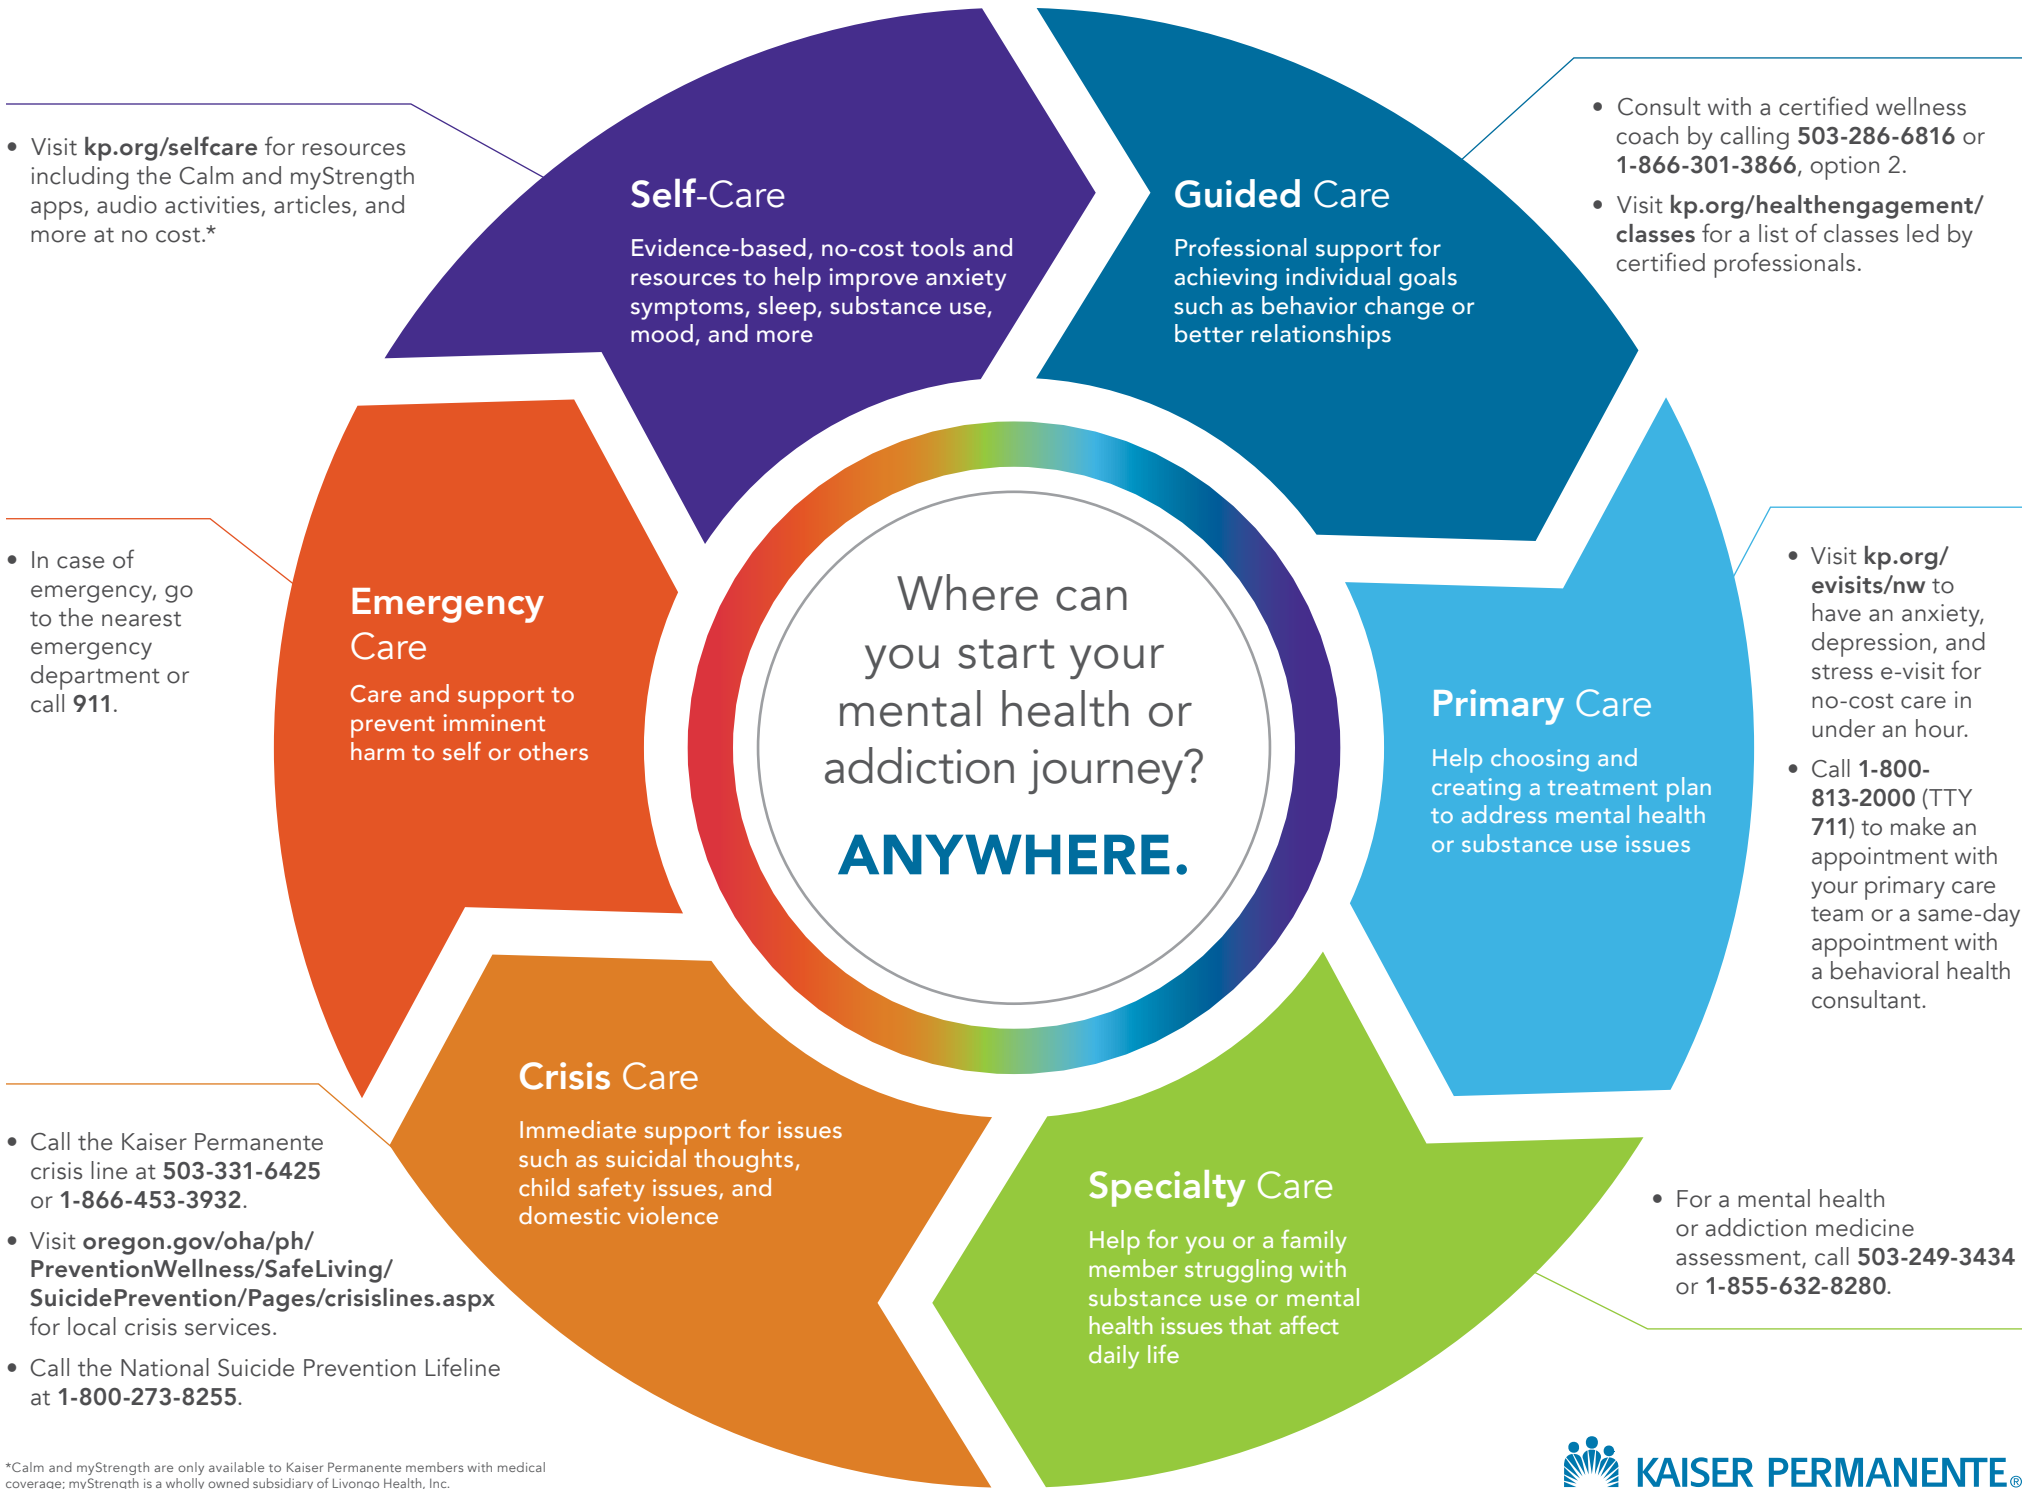 Where can
you start your
mental health or
addiction journey?
ANYWHERE.
Self-Care
Evidence-based, no-cost tools and
resources to help improve anxiety
symptoms, sleep, substance use,
mood, and more
• Visit kp.org/selfcare for resources
including the Calm and myStrength
apps, audio activities, articles, and
more at no cost.*
Guided Care
Professional support for
achieving individual goals
such as behavior change or
better relationships
• Consult with a certified wellness
coach by calling 503-286-6816 or
1-866-301-3866, option 2.
• Visit kp.org/healthengagement/
classes for a list of classes led by
certified professionals.
Primary Care
Help choosing and
creating a treatment plan
to address mental health
or substance use issues
• Visit kp.org/
evisits/nw to
have an anxiety,
depression, and
stress e-visit for
no-cost care in
under an hour.
• Call 1-800-
813-2000 (TTY
711) to make an
appointment with
your primary care
team or a same-day
appointment with
a behavioral health
consultant.
Specialty Care
Help for you or a family
member struggling with
substance use or mental
health issues that affect
daily life
• For a mental health
or addiction medicine
assessment, call 503-249-3434
or 1-855-632-8280.
Crisis Care
Immediate support for issues
such as suicidal thoughts,
child safety issues, and
domestic violence
• Call the Kaiser Permanente
crisis line at 503-331-6425
or 1-866-453-3932.
• Visit oregon.gov/oha/ph/
PreventionWellness/SafeLiving/
SuicidePrevention/Pages/crisislines.aspx
for local crisis services.
• Call the National Suicide Prevention Lifeline
at 1-800-273-8255.
Emergency
Care
Care and support to
prevent imminent
harm to self or others
• In case of
emergency, go
to the nearest
emergency
department or
call 911.
*Calm and myStrength are only available to Kaiser Permanente members with medical
coverage; myStrength is a wholly owned subsidiary of Livongo Health, Inc.
KAISER PERMANENTE®